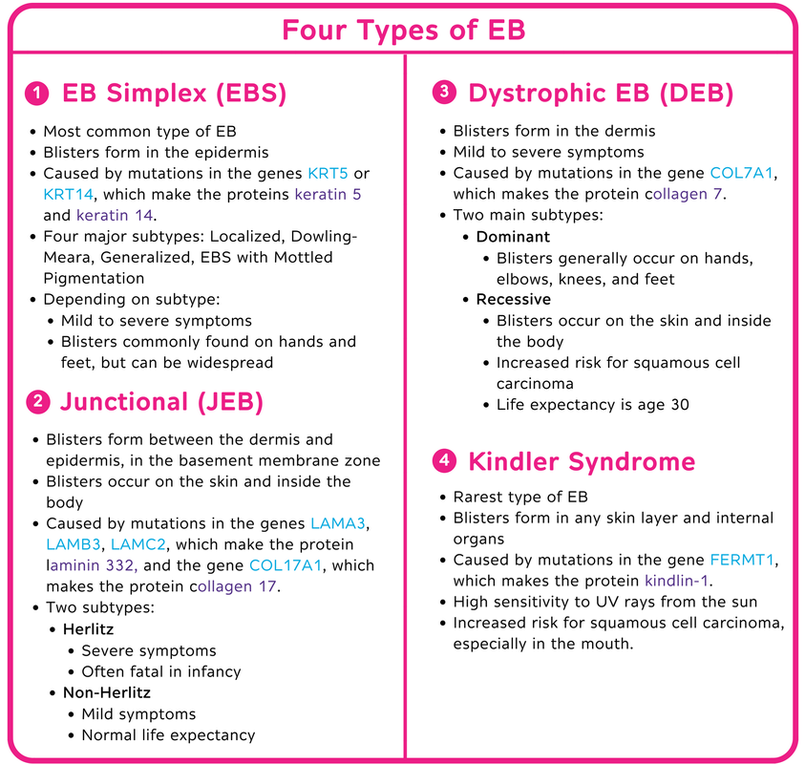 Four Types of EB
1 EB Simplex (EBS)
• Most common type of EB
• Blisters form in the epidermis
• Caused by mutations in the genes KRT5 or
KRT14, which make the proteins keratin 5
and keratin 14.
• Four major subtypes: Localized, Dowling-
Meara, Generalized, EBS with Mottled
Pigmentation
• Depending on subtype:
• Mild to severe symptoms
• Blisters commonly found on hands and
feet, but can be widespread
2 Junctional (JEB)
• Blisters form between the dermis and
epidermis, in the basement membrane zone
• Blisters occur on the skin and inside the
body
• Caused by mutations in the genes LAMA3,
LAMB3, LAMC2, which make the protein
laminin 332, and the gene COL17A1, which
makes the protein collagen 17.
• Two subtypes:
• Herlitz
• Severe symptoms
• Often fatal in infancy
• Non-Herlitz
• Mild symptoms
• Normal life expectancy
3 Dystrophic EB (DEB)
• Blisters form in the dermis
• Mild to severe symptoms
• Caused by mutations in the gene COL7A1,
which makes the protein collagen 7.
• Two main subtypes:
• Dominant
• Blisters generally occur on hands,
elbows, knees, and feet
• Recessive
• Blisters occur on the skin and inside
the body
• Increased risk for squamous cell
carcinoma
• Life expectancy is age 30
4 Kindler Syndrome
• Rarest type of EB
• Blisters form in any skin layer and internal
organs
• Caused by mutations in the gene FERMT1,
which makes the protein kindlin-1.
• High sensitivity to UV rays from the sun
• Increased risk for squamous cell carcinoma,
especially in the mouth.